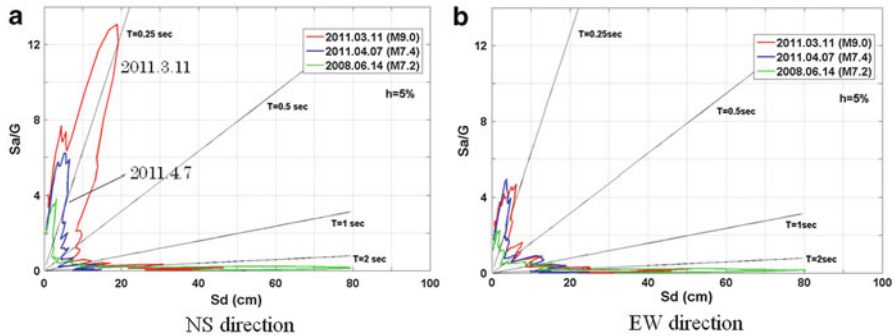 a
Sa/G
12
8
4
0
0
20
40
60
80
100
Sd (cm)
T=0.25 sec
2011.3.11
T=0.5 sec
2011.4.7
T=1 sec
T=2 sec
2011.03.11 (M9.0)
2011.04.07 (M7.4)
2008.06.14 (M7.2)
h=5%
NS direction
b
Sa/G
12
8
4
0
0
20
40
60
80
100
Sd (cm)
T=0.25sec
T=0.5sec
T=1sec
T=2sec
2011.03.11 (M9.0)
2011.04.07 (M7.4)
2008.06.14 (M7.2)
h=5%
EW direction